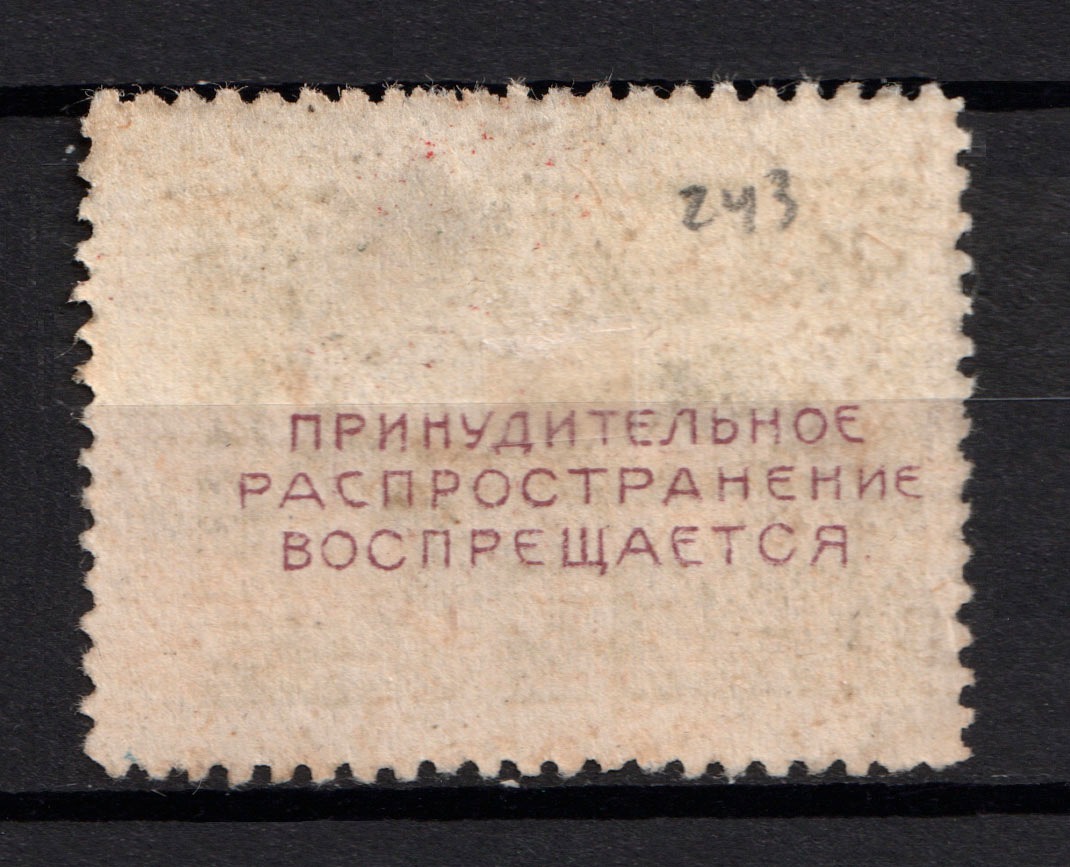 243
ПРИНУДИТЕЛЬНОЕ
РАСПРОСТРАНЕНИЕ
ВОСПРЕЩАЕТСЯ